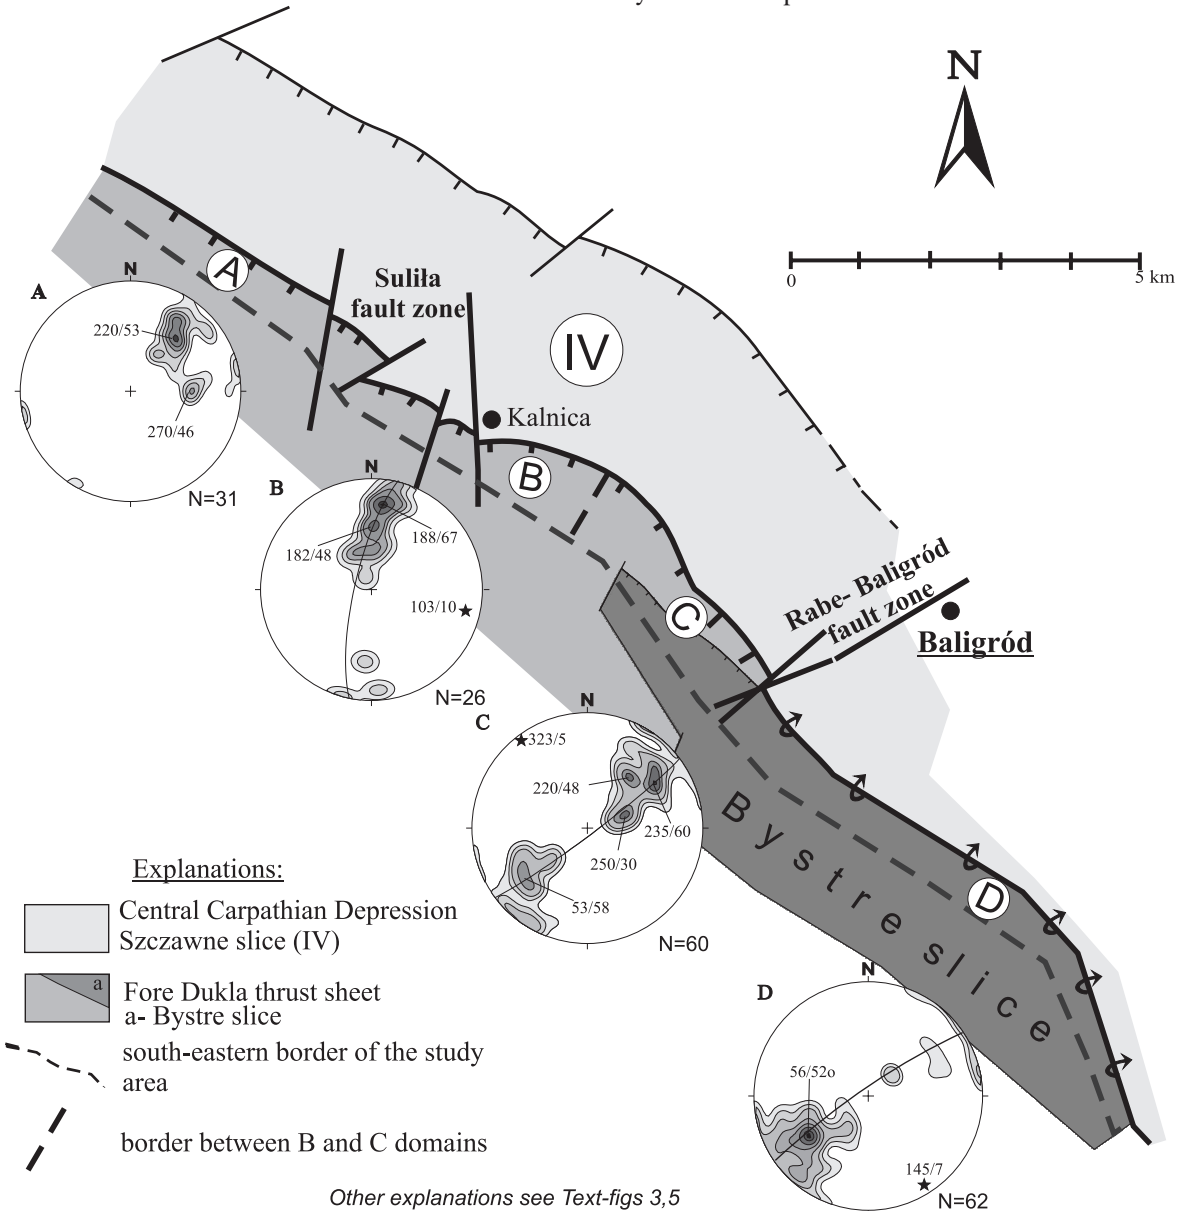 N
0
5 km
Suliła
fault zone
A
IV
Kalnica
B
C
Rabe- Baligród
fault zone
Baligród
D
Bystre slice
A
N
220/53
270/46
N=31
B
N
188/67
182/48
103/10
N=26
C
N
323/5
220/48
235/60
250/30
53/58
N=60
D
N
56/52o
145/7
N=62
Explanations:
Central Carpathian Depression
Szczawne slice (IV)
a
Fore Dukla thrust sheet
a- Bystre slice
south-eastern border of the study
area
border between B and C domains
Other explanations see Text-figs 3,5